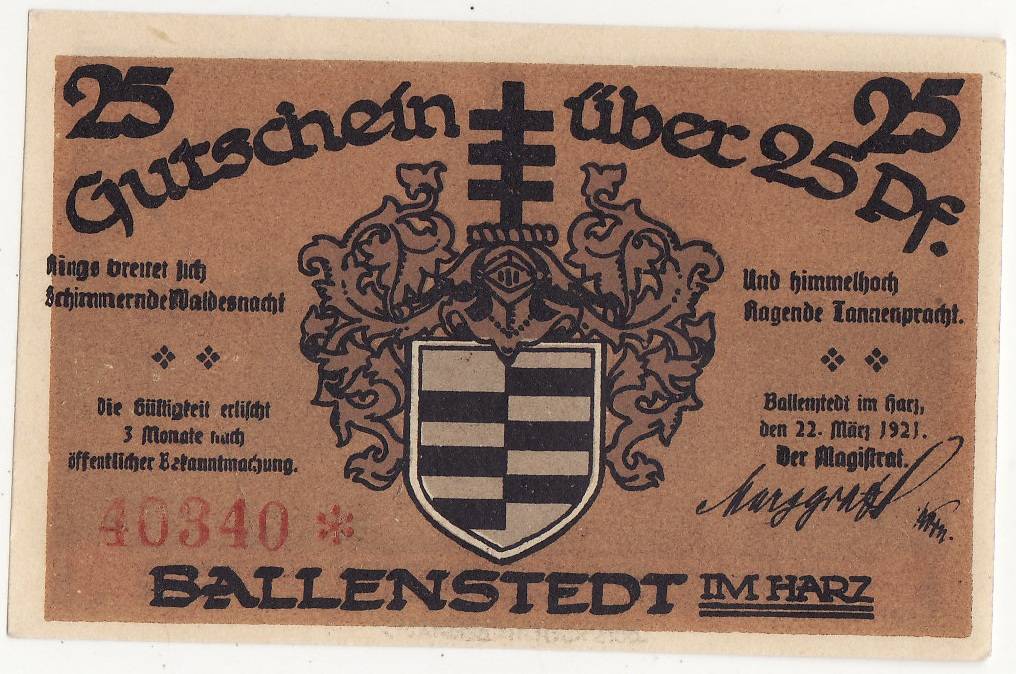 25
25
Gutschein über 25 Pf.
Rings breitet sich
Schimmernde Waldesnacht
Und himmelhoch
Ragende Tannenpracht.
Die Gültigkeit erlischt
3 Monate nach
öffentlicher Bekanntmachung.
Ballenstedt im Harz,
den 22. März 1921.
Der Magistrat.
40340 *
BALLENSTEDT IM HARZ